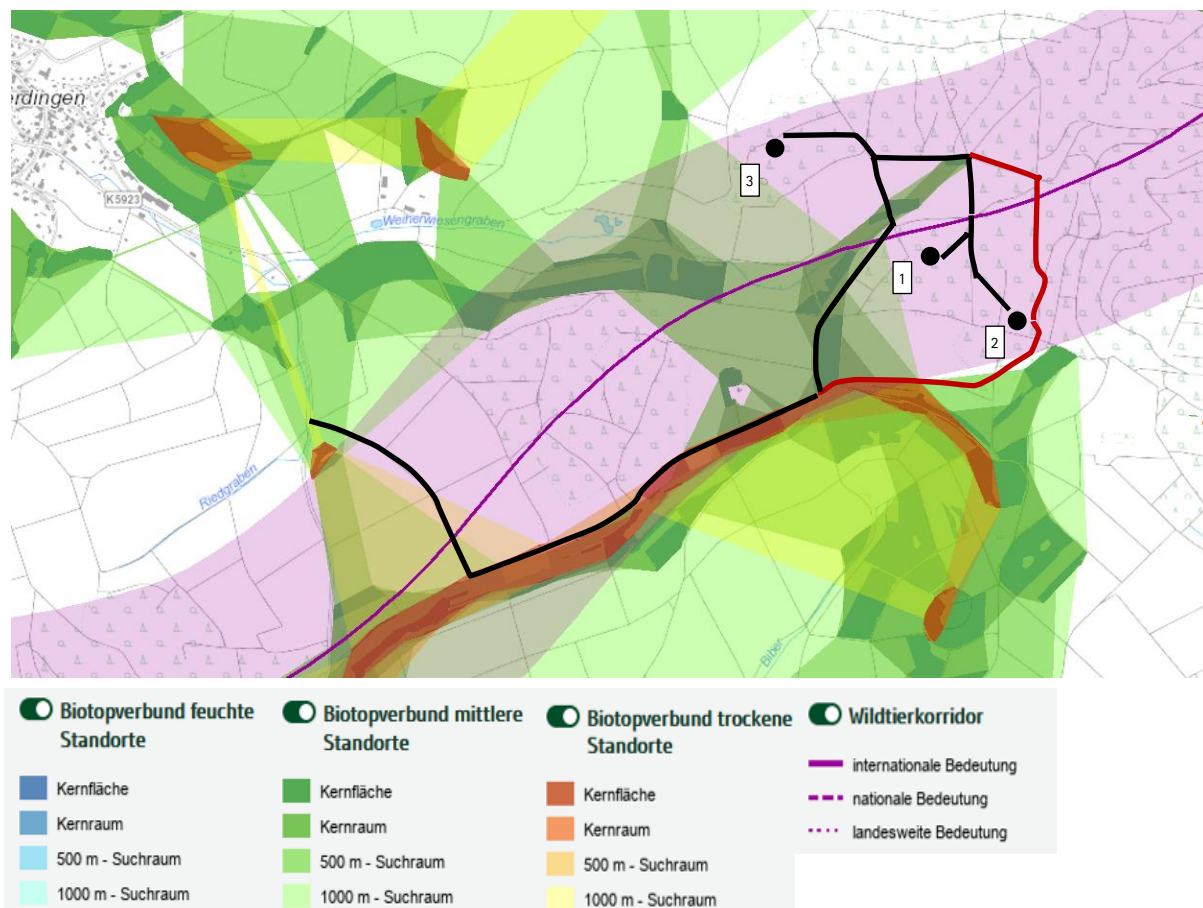 erdingen
K5923
Weiherwiesengraben
3
1
2
Riedgraben
Biber
Biotopverbund feuchte
Standorte
Kernfläche
Kernraum
500 m - Suchraum
1000 m - Suchraum
Biotopverbund mittlere
Standorte
Kernfläche
Kernraum
500 m - Suchraum
1000 m - Suchraum
Biotopverbund trockene
Standorte
Kernfläche
Kernraum
500 m - Suchraum
1000 m - Suchraum
Wildtierkorridor
internationale Bedeutung
nationale Bedeutung
landesweite Bedeutung